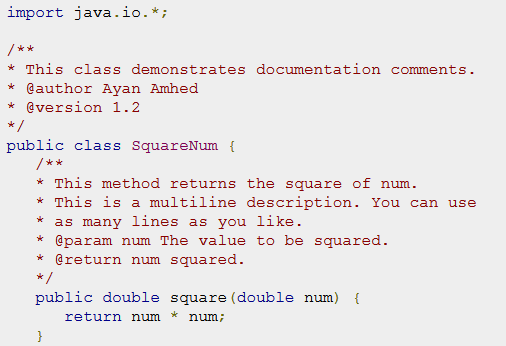 import java.io.*;
/**
* This class demonstrates documentation comments.
* @author Ayan Amhed
* @version 1.2
*/
public class SquareNum {
/**
* This method returns the square of num.
* This is a multiline description. You can use
* as many lines as you like.
* @param num The value to be squared.
* @return num squared.
*/
public double square(double num) {
return num * num;
}